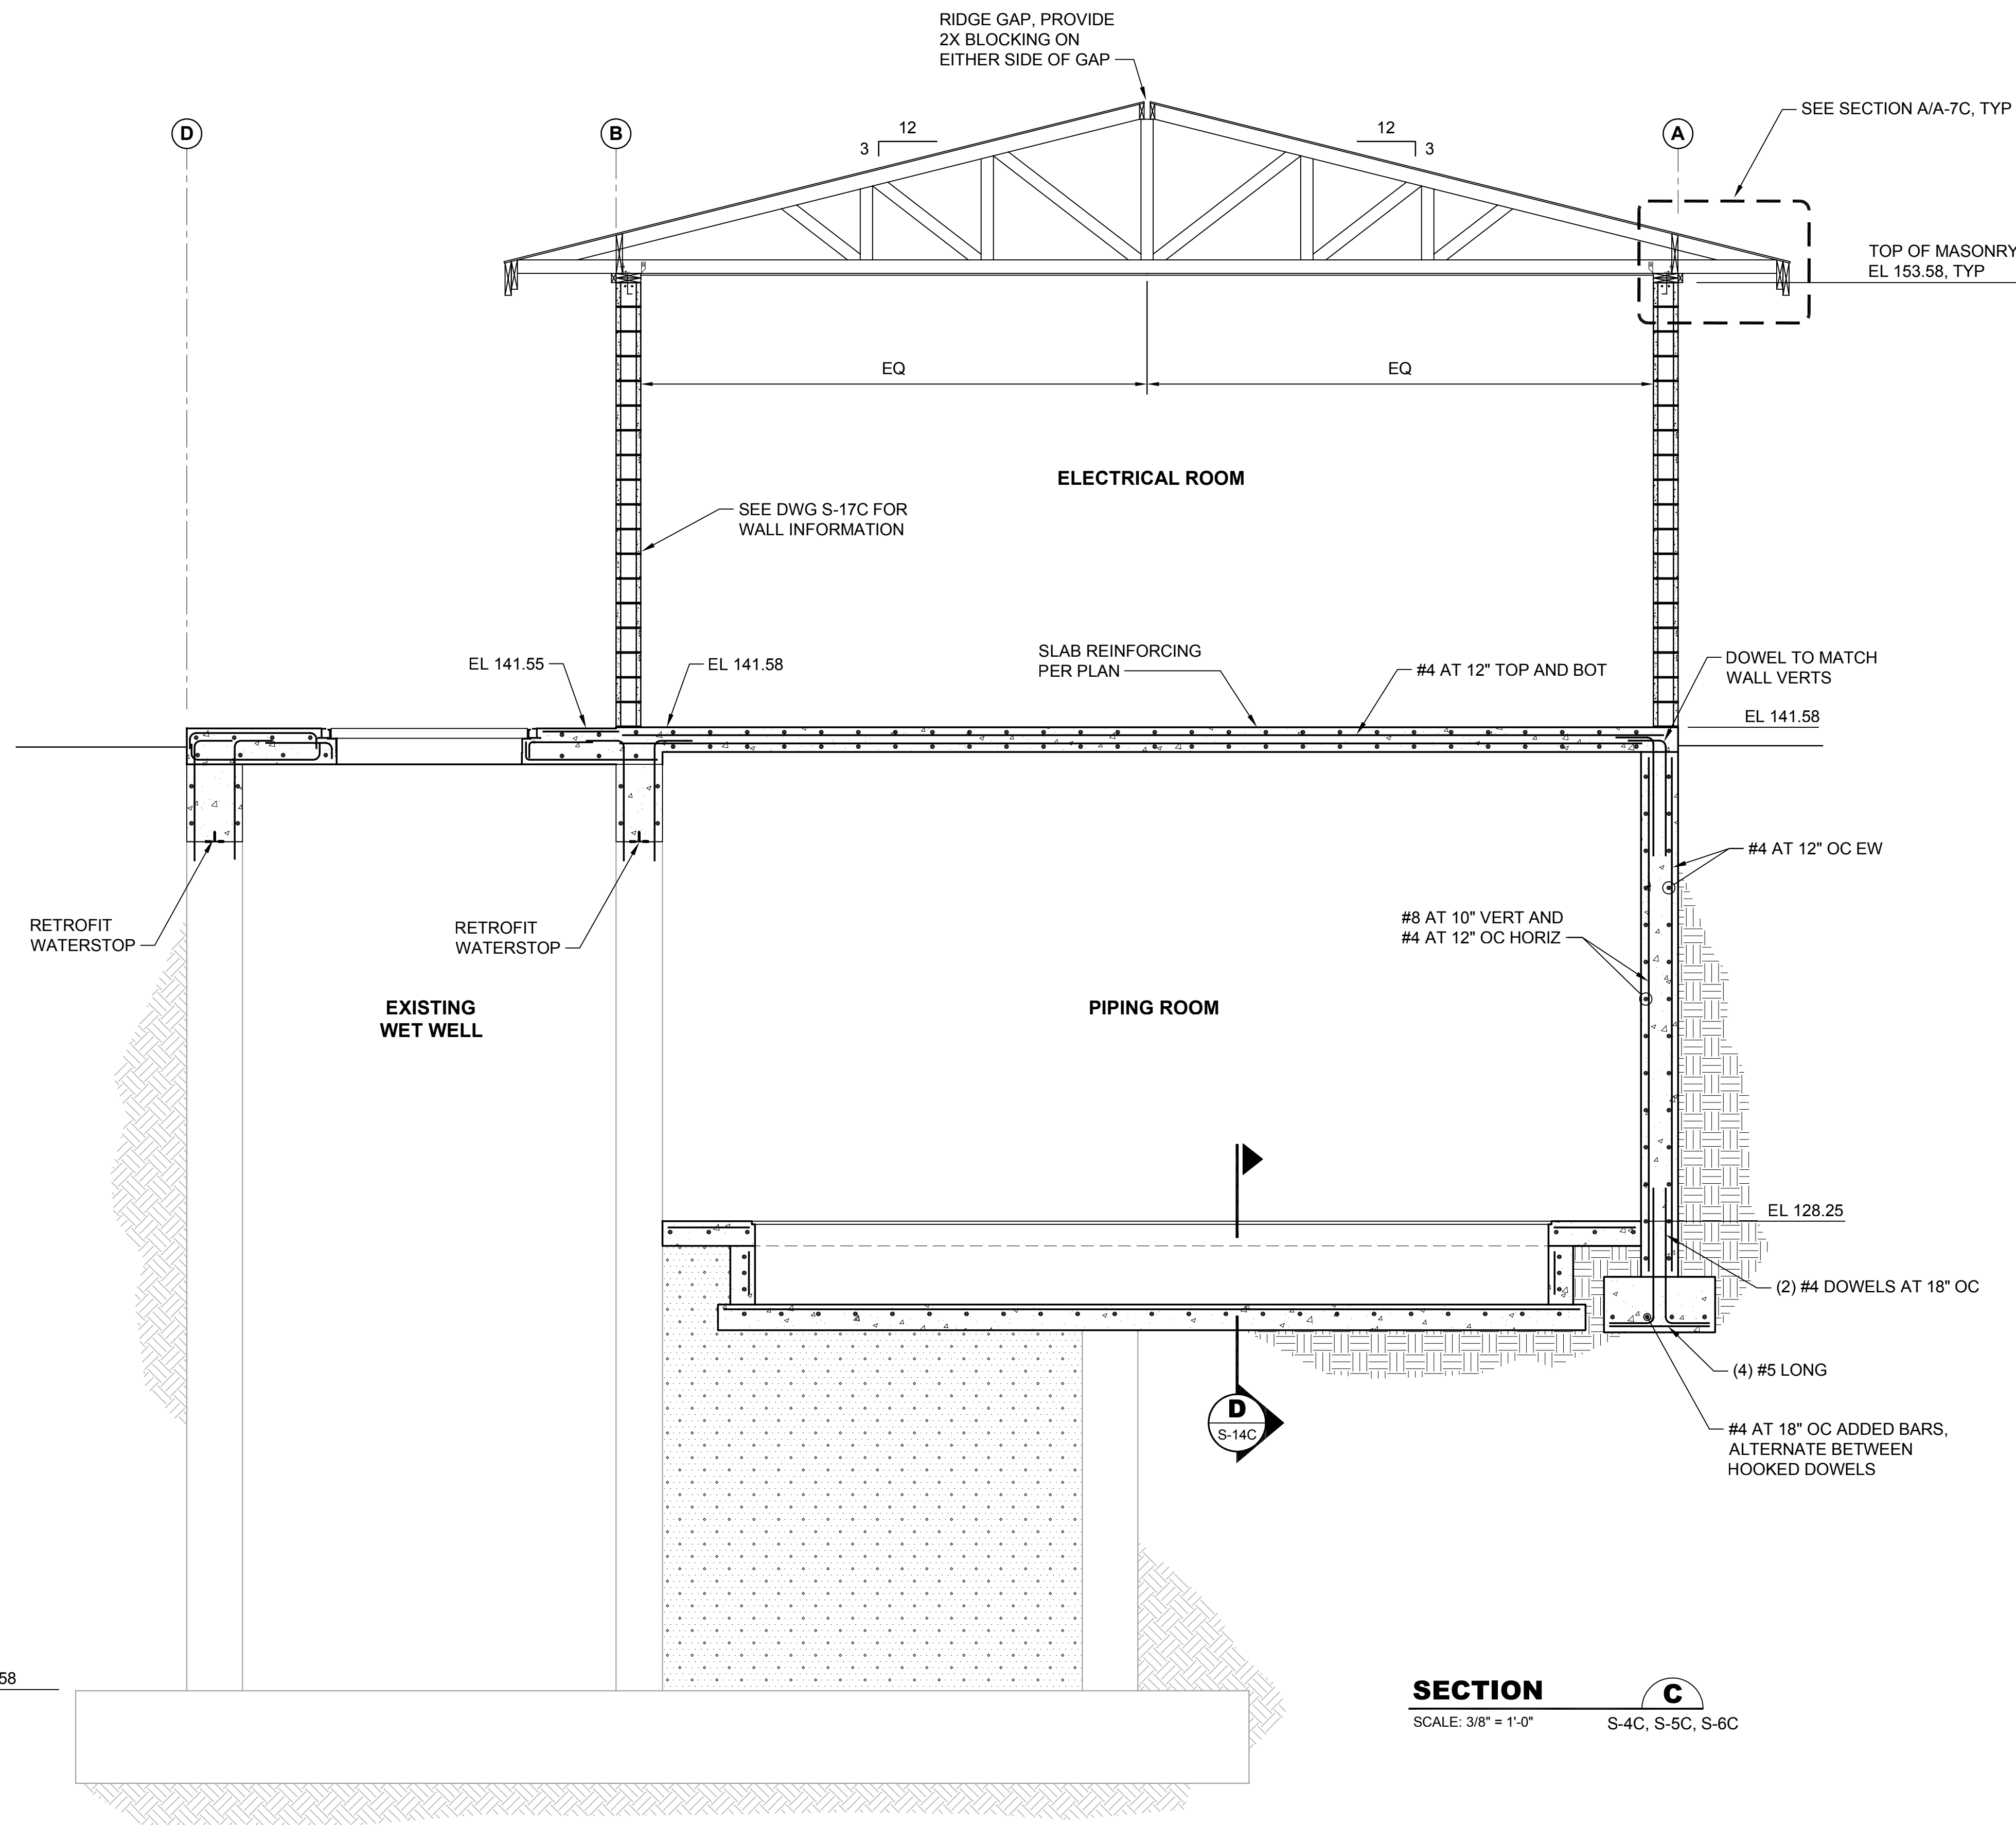 RIDGE GAP, PROVIDE
2X BLOCKING ON
EITHER SIDE OF GAP
SEE SECTION A/A-7C, TYP
D
B
A
12
3
12
3
TOP OF MASONRY
EL 153.58, TYP
EQ
EQ
ELECTRICAL ROOM
SEE DWG S-17C FOR
WALL INFORMATION
EL 141.55
EL 141.58
SLAB REINFORCING
PER PLAN
#4 AT 12" TOP AND BOT
DOWEL TO MATCH
WALL VERTS
EL 141.58
#4 AT 12" OC EW
RETROFIT
WATERSTOP
RETROFIT
WATERSTOP
#8 AT 10" VERT AND
#4 AT 12" OC HORIZ
EXISTING
WET WELL
PIPING ROOM
EL 128.25
(2) #4 DOWELS AT 18" OC
(4) #5 LONG
D
S-14C
#4 AT 18" OC ADDED BARS,
ALTERNATE BETWEEN
HOOKED DOWELS
58
SECTION
C
SCALE: 3/8" = 1'-0"
S-4C, S-5C, S-6C